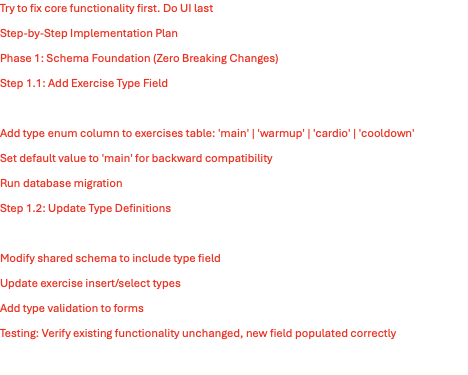 Try to fix core functionality first. Do UI last
Step-by-Step Implementation Plan
Phase 1: Schema Foundation (Zero Breaking Changes)
Step 1.1: Add Exercise Type Field
Add type enum column to exercises table: 'main' | 'warmup' | 'cardio' | 'cooldown'
Set default value to 'main' for backward compatibility
Run database migration
Step 1.2: Update Type Definitions
Modify shared schema to include type field
Update exercise insert/select types
Add type validation to forms
Testing: Verify existing functionality unchanged, new field populated correctly